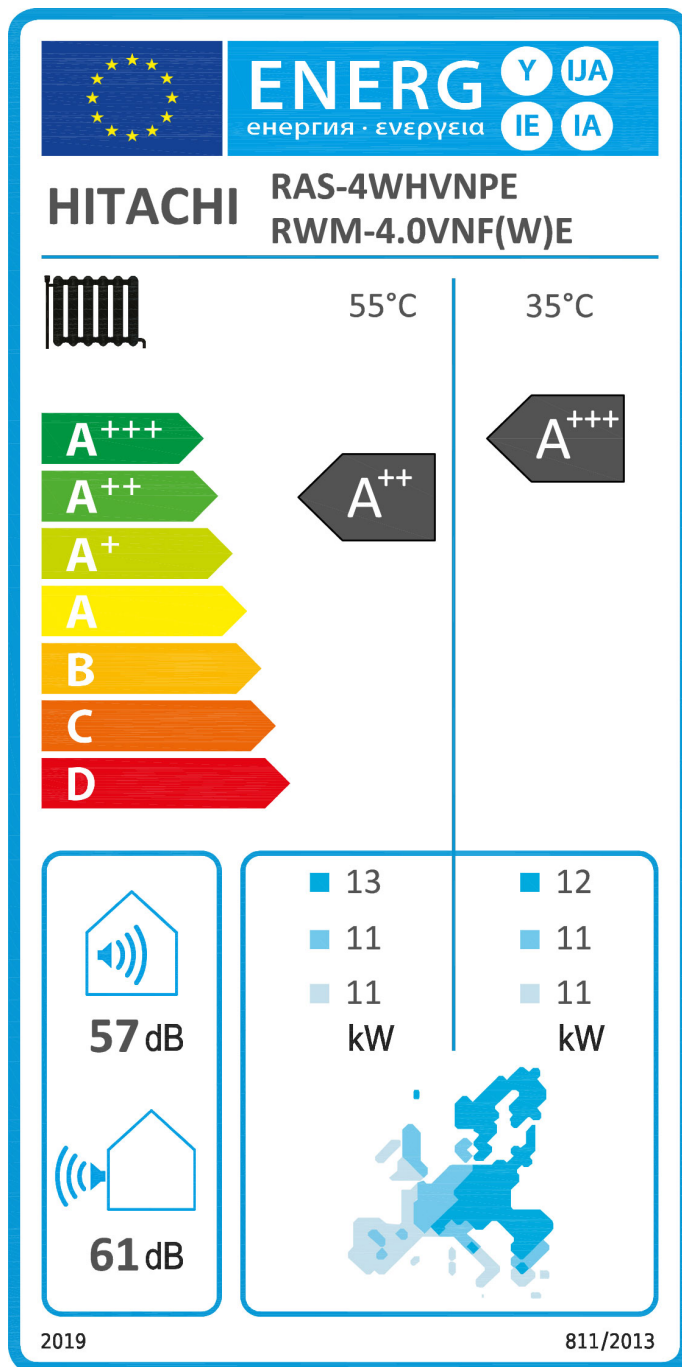 ENERG Y IJA
енергия · ενεργεια IE IA
HITACHI
RAS-4WHVNPE
RWM-4.0VNF(W)E
55°C 35°C
A+++
A++
A+
A
B
C
D
A++
A+++
57 dB
61 dB
13 12
11 11
11 11
kW kW
2019 811/2013